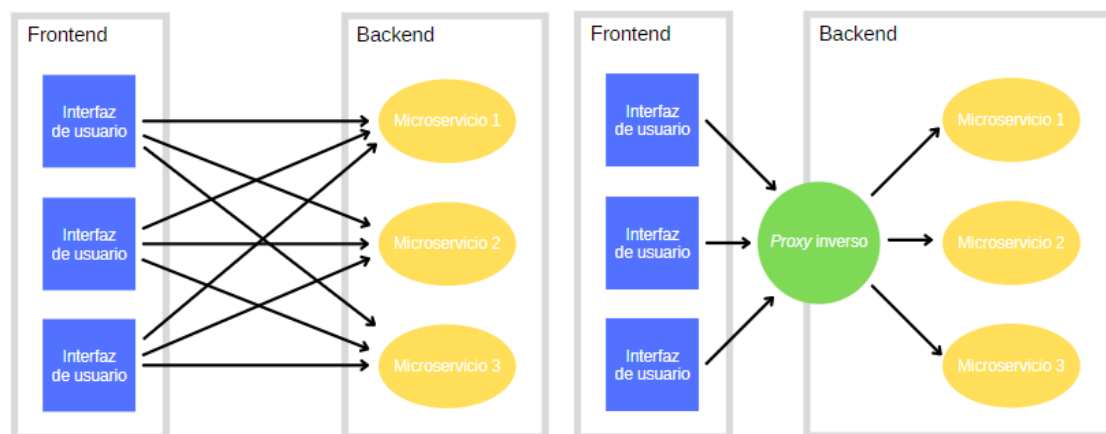 Frontend
Backend
Interfaz
de usuario
Microservicio 1
Interfaz
de usuario
Microservicio 2
Interfaz
de usuario
Microservicio 3
Frontend
Backend
Interfaz
de usuario
Microservicio 1
Interfaz
de usuario
Proxy inverso
Microservicio 2
Interfaz
de usuario
Microservicio 3